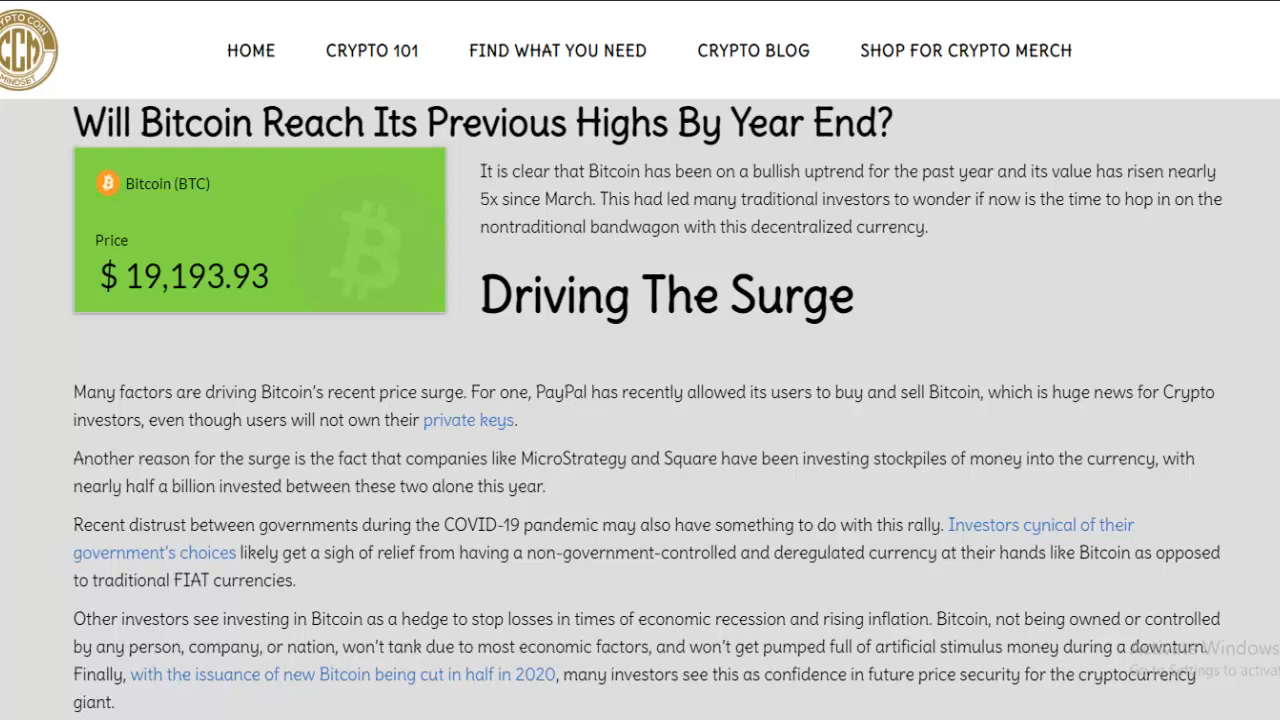 CRYPTO COIN
CCM
MINDSET
HOME
CRYPTO 101
FIND WHAT YOU NEED
CRYPTO BLOG
SHOP FOR CRYPTO MERCH
Will Bitcoin Reach Its Previous Highs By Year End?
Bitcoin (BTC)
Price
$ 19,193.93
It is clear that Bitcoin has been on a bullish uptrend for the past year and its value has risen nearly
5x since March. This had led many traditional investors to wonder if now is the time to hop in on the
nontraditional bandwagon with this decentralized currency.
Driving The Surge
Many factors are driving Bitcoin's recent price surge. For one, PayPal has recently allowed its users to buy and sell Bitcoin, which is huge news for Crypto
investors, even though users will not own their private keys.
Another reason for the surge is the fact that companies like MicroStrategy and Square have been investing stockpiles of money into the currency, with
nearly half a billion invested between these two alone this year.
Recent distrust between governments during the COVID-19 pandemic may also have something to do with this rally. Investors cynical of their
government's choices likely get a sigh of relief from having a non-government-controlled and deregulated currency at their hands like Bitcoin as opposed
to traditional FIAT currencies.
Other investors see investing in Bitcoin as a hedge to stop losses in times of economic recession and rising inflation. Bitcoin, not being owned or controlled
by any person, company, or nation, won't tank due to most economic factors, and won't get pumped full of artificial stimulus money during a downturn.
Activate Windows
Finally, with the issuance of new Bitcoin being cut in half in 2020, many investors see this as confidence in future price security for the cryptocurrency
Go to Settings to activa
giant.